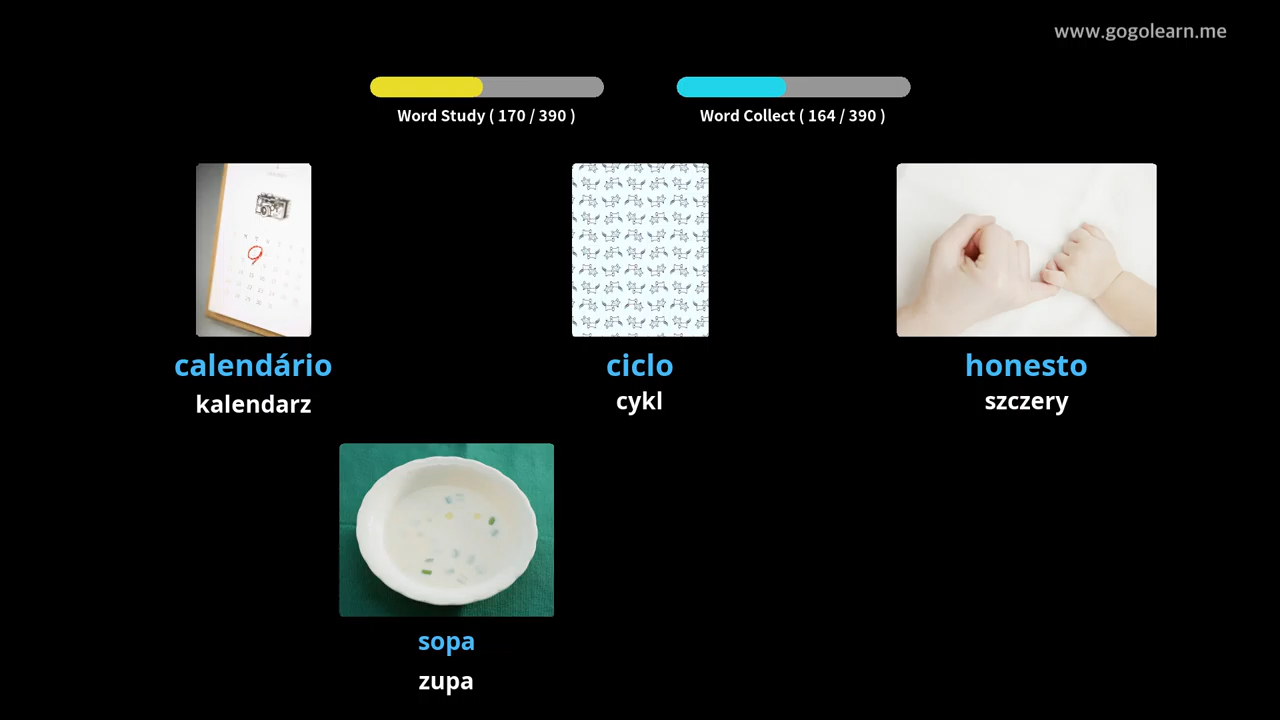 www.gogolearn.me
Word Study ( 170 / 390 )
Word Collect ( 164 / 390 )
calendário
kalendarz
ciclo
cykl
honesto
szczery
sopa
zupa